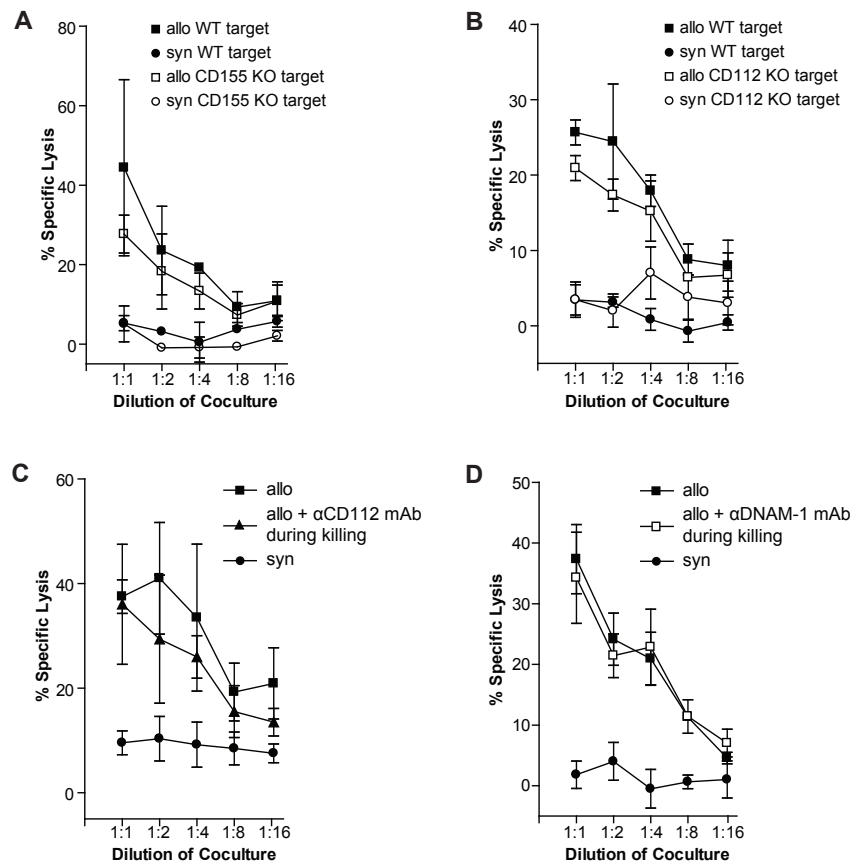 A
80
60
40
20
0
% Specific Lysis
allo WT target
syn WT target
allo CD155 KO target
syn CD155 KO target
1:1 1:2 1:4 1:8 1:16
Dilution of Coculture
B
40
30
20
10
0
% Specific Lysis
allo WT target
syn WT target
allo CD112 KO target
syn CD112 KO target
1:1 1:2 1:4 1:8 1:16
Dilution of Coculture
C
60
40
20
0
% Specific Lysis
allo
allo + αCD112 mAb
during killing
syn
1:1 1:2 1:4 1:8 1:16
Dilution of Coculture
D
50
40
30
20
10
0
% Specific Lysis
allo
allo + αDNAM-1 mAb
during killing
syn
1:1 1:2 1:4 1:8 1:16
Dilution of Coculture